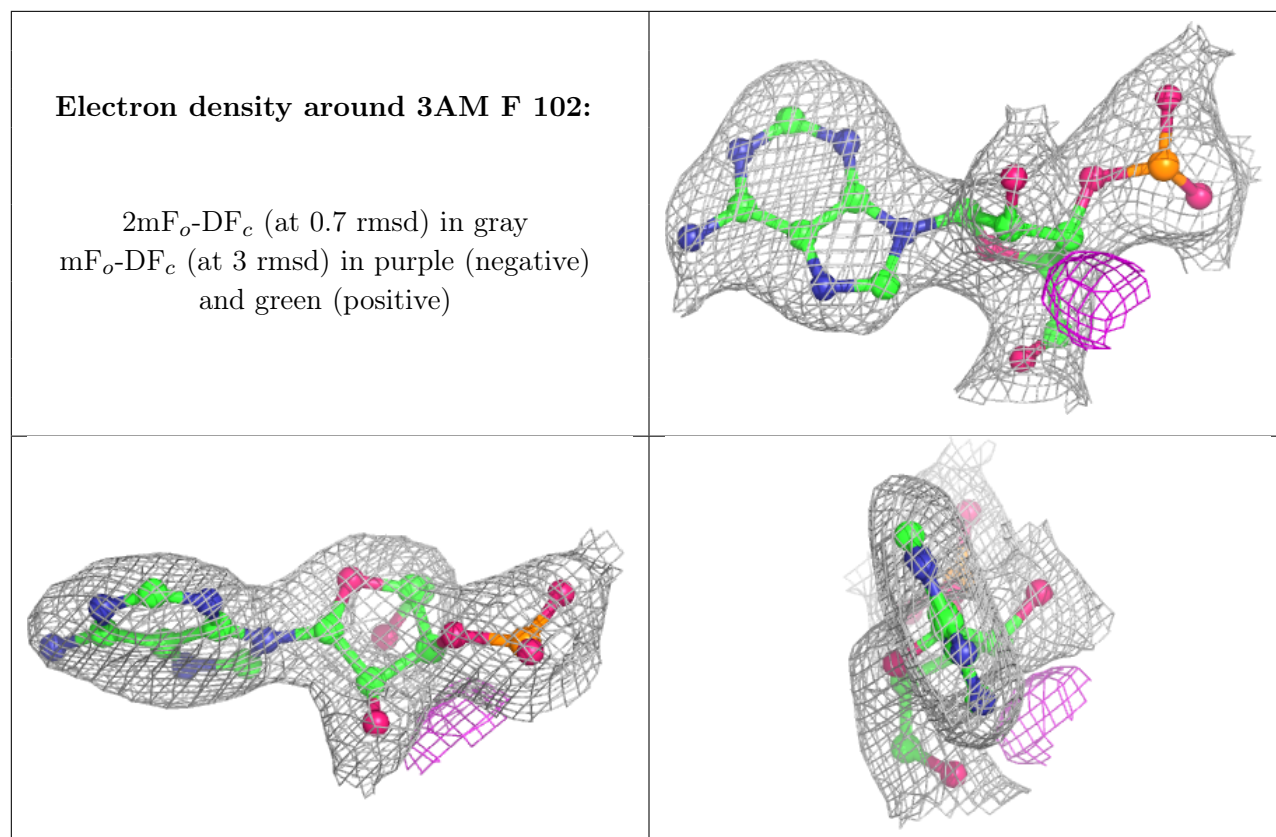 Electron density around 3AM F 102:
2mFo-DFc (at 0.7 rmsd) in gray
mFo-DFc (at 3 rmsd) in purple (negative)
and green (positive)